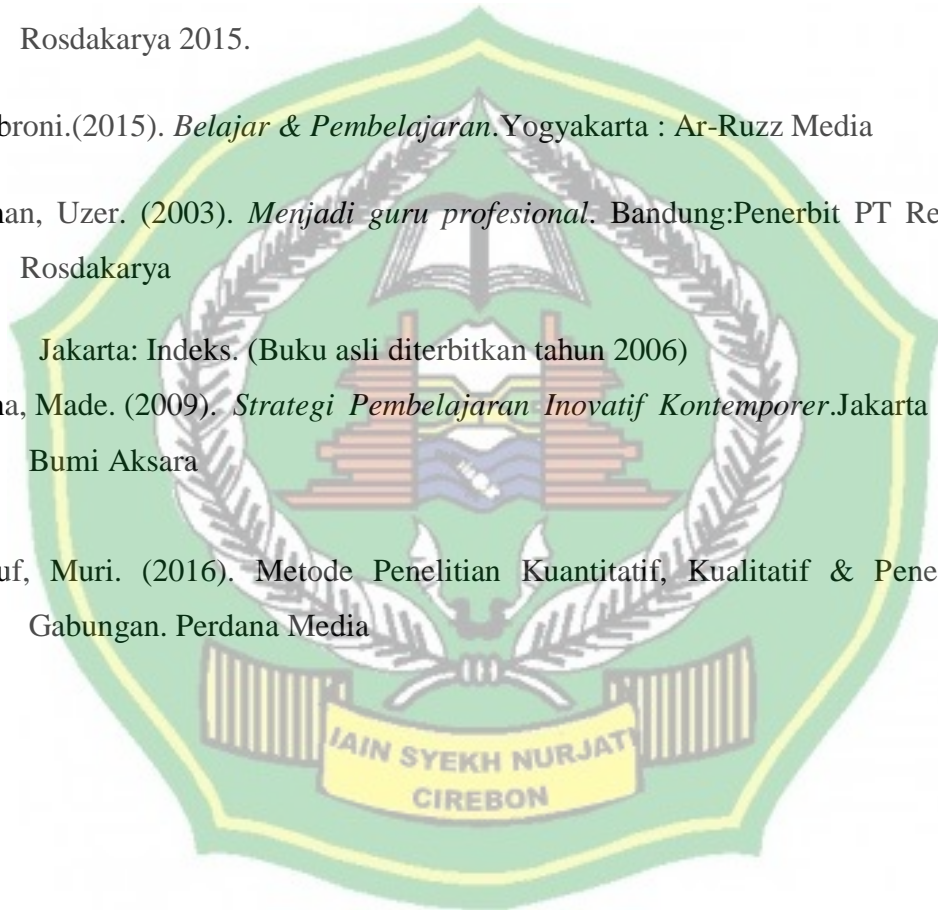 Rosdakarya 2015.
broni.(2015). Belajar & Pembelajaran.Yogyakarta : Ar-Ruzz Media
nan, Uzer. (2003). Menjadi guru profesional. Bandung:Penerbit PT Re
Rosdakarya
Jakarta: Indeks. (Buku asli diterbitkan tahun 2006)
na, Made. (2009). Strategi Pembelajaran Inovatif Kontemporer.Jakarta
Bumi Aksara
uf, Muri. (2016). Metode Penelitian Kuantitatif, Kualitatif & Pene
Gabungan. Perdana Media
IAIN SYEKH NURJATI
CIREBON